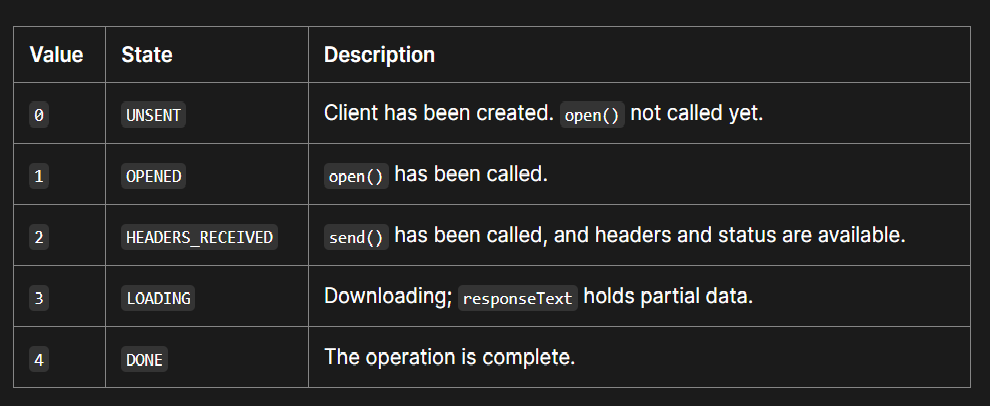 Value State Description
0 UNSENT Client has been created. open() not called yet.
1 OPENED open() has been called.
2 HEADERS_RECEIVED send() has been called, and headers and status are available.
3 LOADING Downloading; responseText holds partial data.
4 DONE The operation is complete.